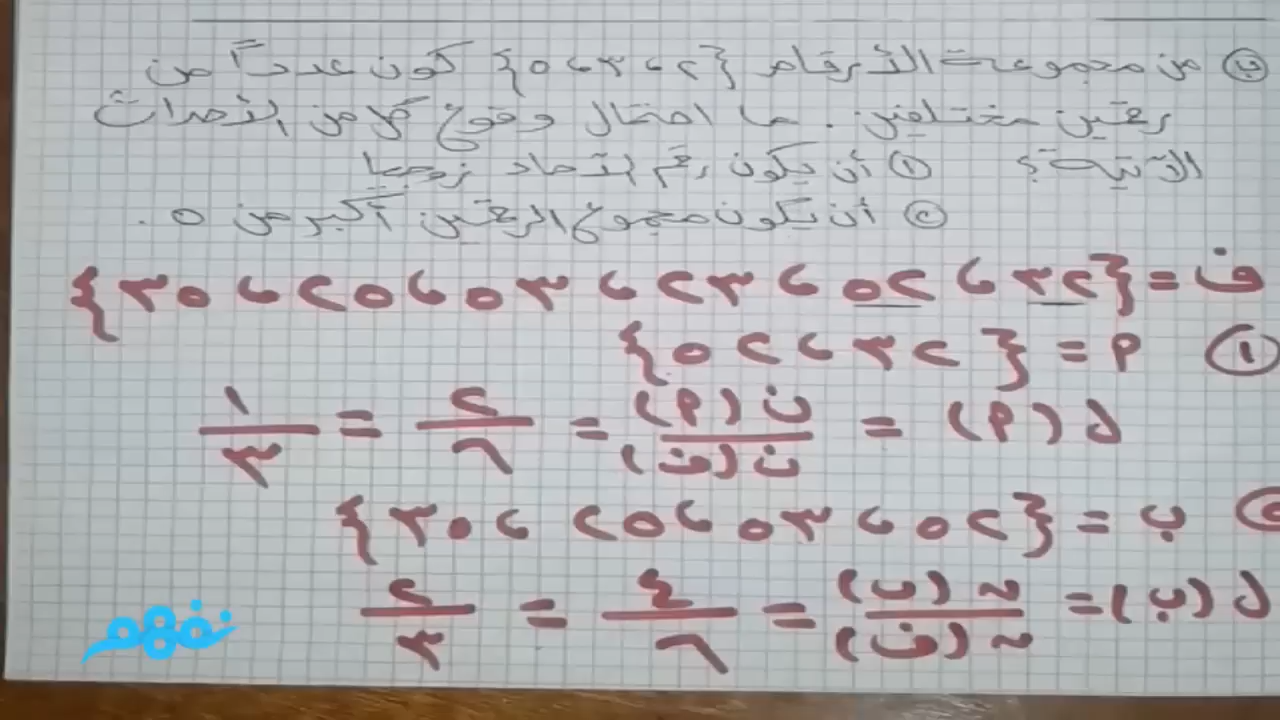 ب من مجموعة الأرقام {٢ ، ٣ ، ٥} كون عدداً من
رقمين مختلفين . ما احتمال وقوع كل من الأحداث
الآتية ؟ ١ أن يكون رقم الآحاد زوجيا
٢ أن يكون مجموع الرقمين أكبر من ٥ .
ف = {٢٣ ، ٢٥ ، ٣٢ ، ٣٥ ، ٥٢ ، ٥٣}
١ م = {٣٢ ، ٥٢}
ل (م) = ن (م) / ن (ف) = ٢ / ٦ = ١ / ٣
٢ ب = {٢٥ ، ٣٥ ، ٥٢ ، ٥٣}
ل (ب) = ن (ب) / ن (ف) = ٤ / ٦ = ٢ / ٣
نفهم